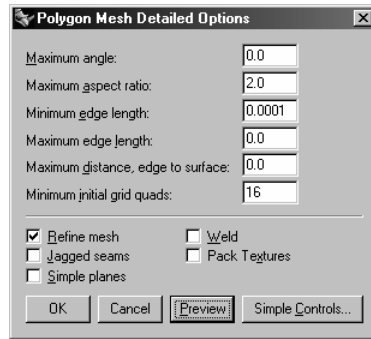 Polygon Mesh Detailed Options
Maximum angle: 0.0
Maximum aspect ratio: 2.0
Minimum edge length: 0.0001
Maximum edge length: 0.0
Maximum distance, edge to surface: 0.0
Minimum initial grid quads: 16
Refine mesh Weld
Jagged seams Pack Textures
Simple planes
OK Cancel Preview Simple Controls...